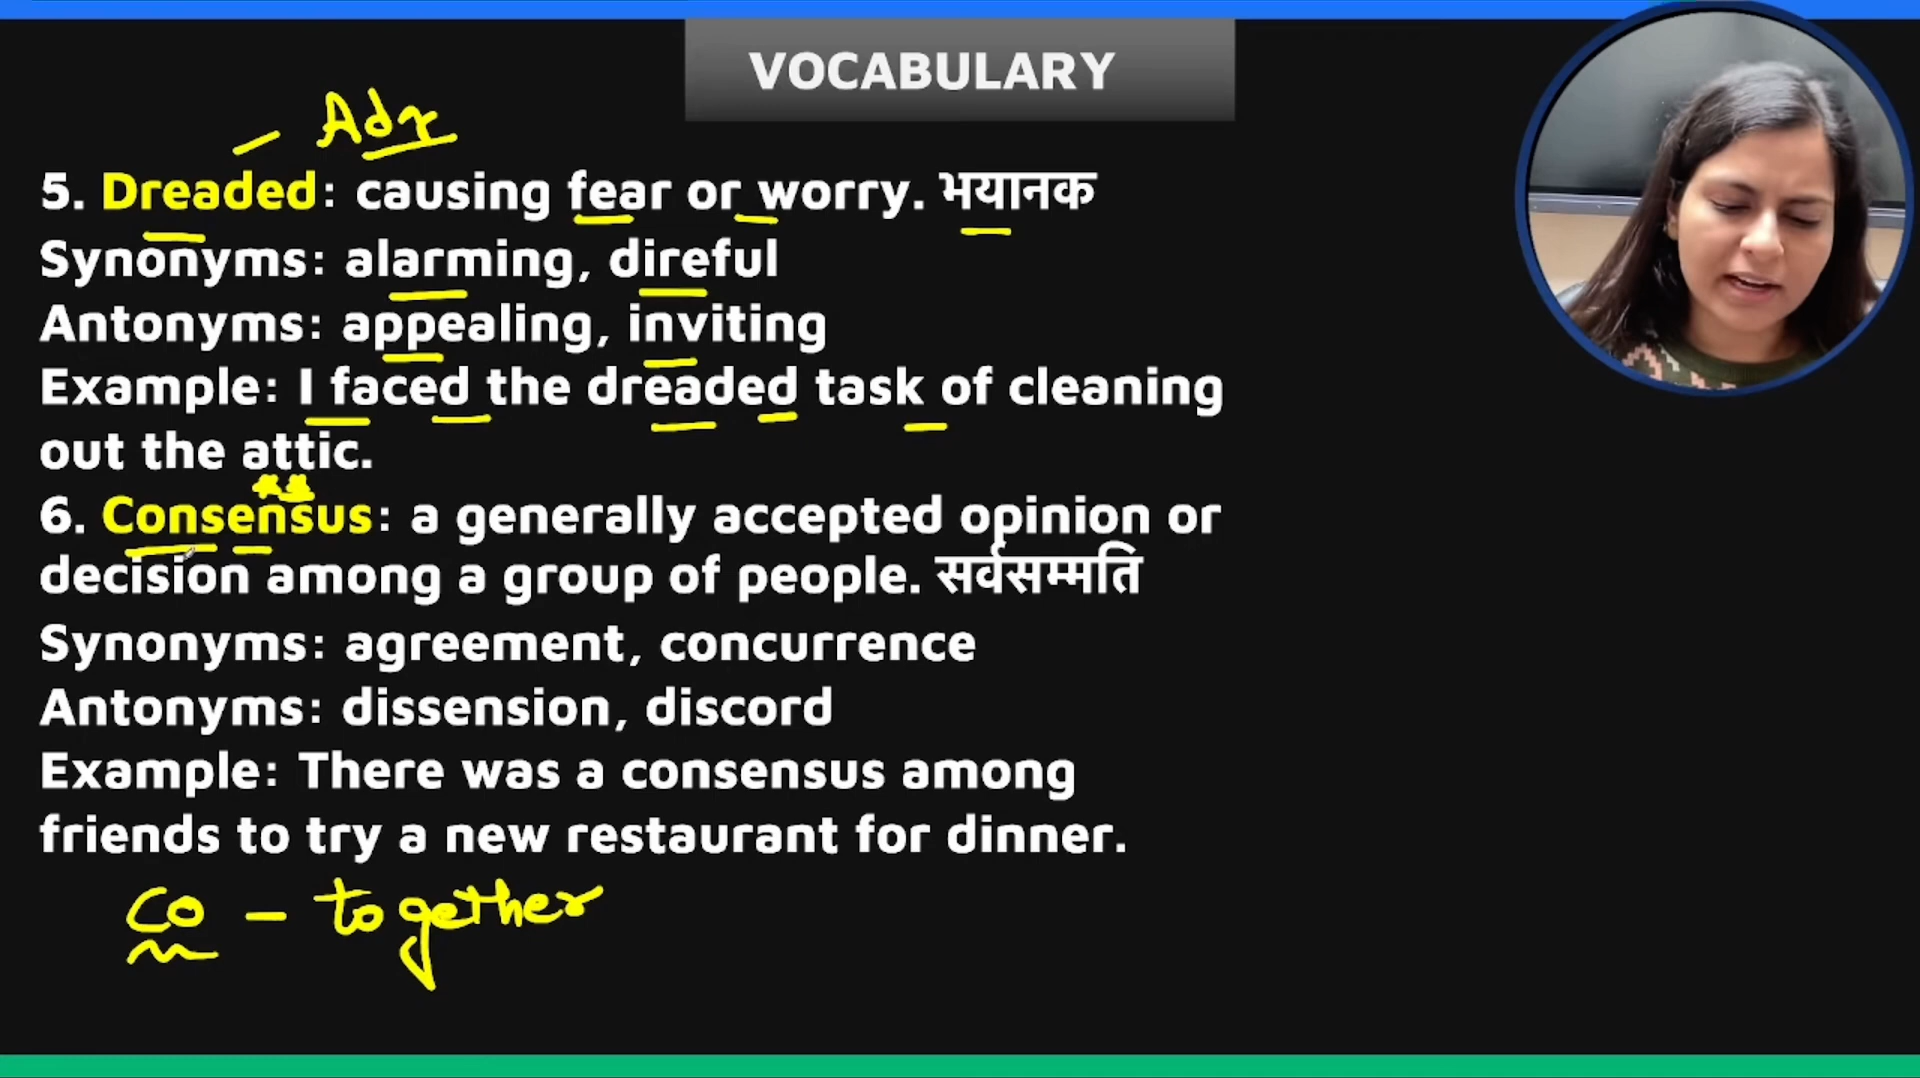 VOCABULARY
– Adj
5. Dreaded: causing fear or worry. भयानक
Synonyms: alarming, direful
Antonyms: appealing, inviting
Example: I faced the dreaded task of cleaning
out the attic.
6. Consensus: a generally accepted opinion or
decision among a group of people. सर्वसम्मति
Synonyms: agreement, concurrence
Antonyms: dissension, discord
Example: There was a consensus among
friends to try a new restaurant for dinner.
Co – together